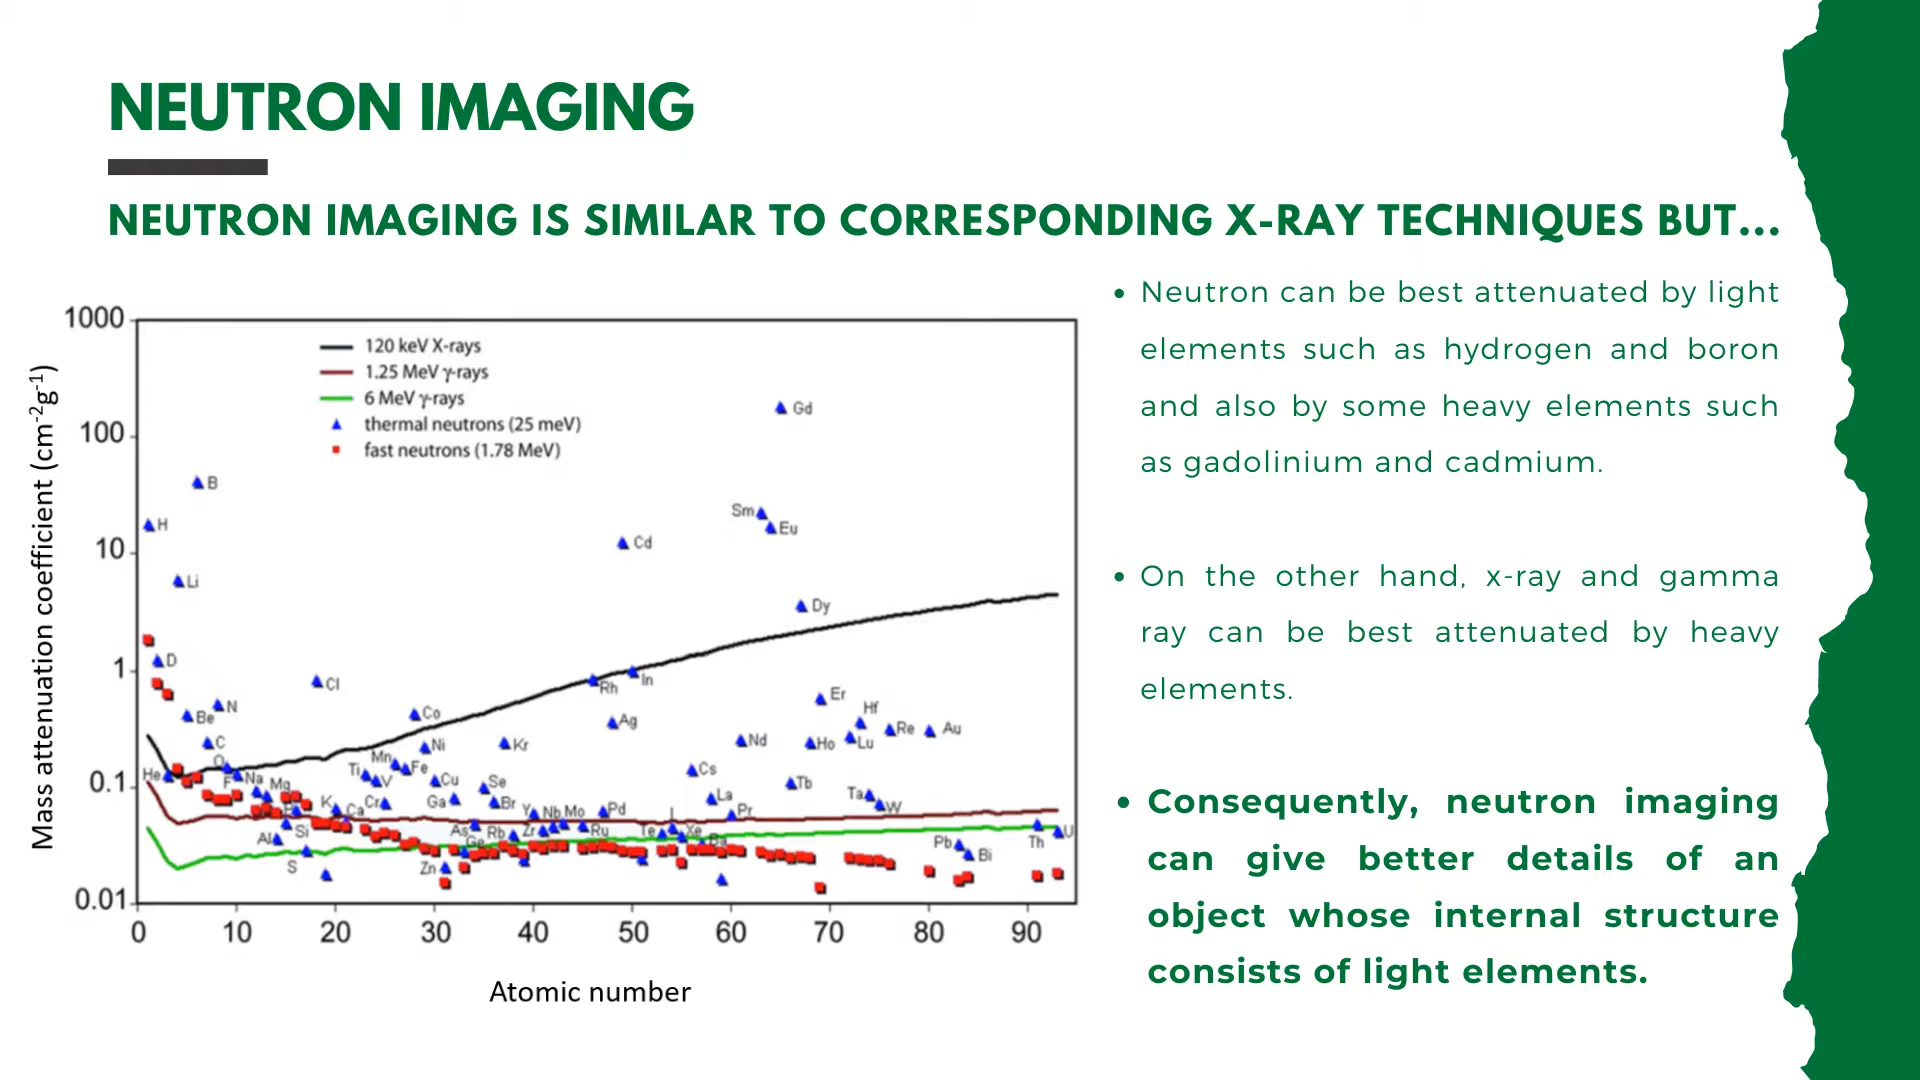 NEUTRON IMAGING
NEUTRON IMAGING IS SIMILAR TO CORRESPONDING X-RAY TECHNIQUES BUT...
• Neutron can be best attenuated by light
elements such as hydrogen and boron
and also by some heavy elements such
as gadolinium and cadmium.
• On the other hand, x-ray and gamma
ray can be best attenuated by heavy
elements.
• Consequently, neutron imaging
can give better details of an
object whose internal structure
consists of light elements.
Mass attenuation coefficient (cm⁻²g⁻¹)
1000
100
10
1
0.1
0.01
120 keV X-rays
1.25 MeV γ-rays
6 MeV γ-rays
thermal neutrons (25 meV)
fast neutrons (1.78 MeV)
Gd
B
H
Sm
Eu
Cd
Li
Dy
D
Cl
Rh
In
Er
N
Be
Co
Ag
Hf
Re
Au
C
Ni
Kr
Nd
Ho
Lu
O
He
F
Na
Mg
Ti
Mn
V
Fe
Cu
Se
Cs
Tb
K
Ca
Cr
Ga
Br
La
Ta
W
Y
Nb
Mo
Pd
Pr
Al
Si
As
Rb
Zr
Ru
Te
I
Xe
Ba
Th
U
S
Zn
Ge
Pb
Bi
0 10 20 30 40 50 60 70 80 90
Atomic number